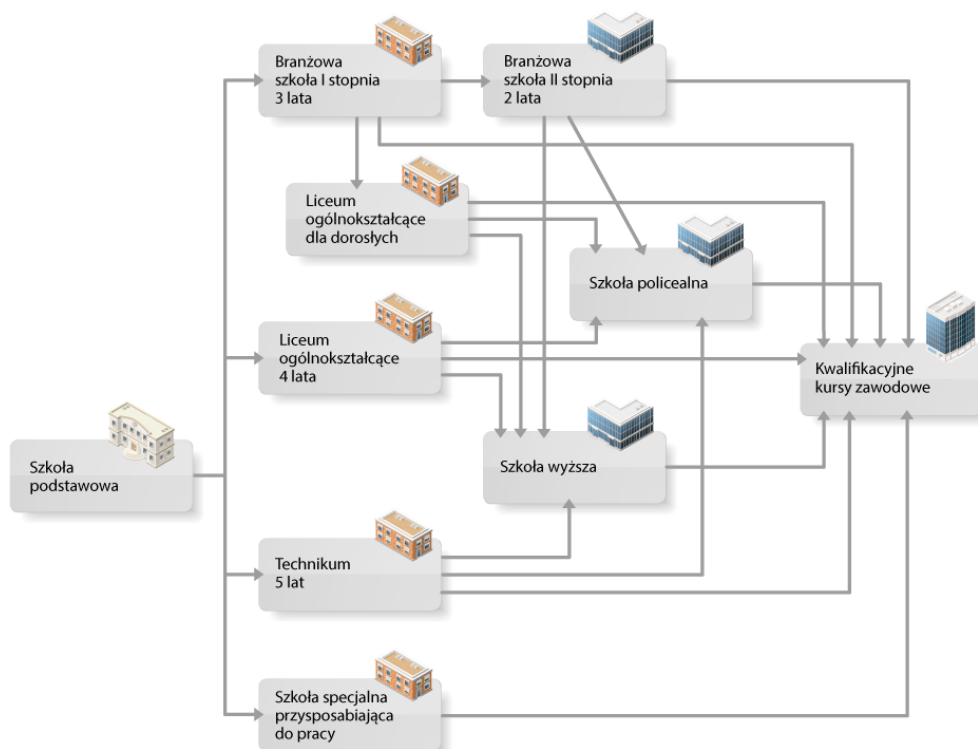 Branżowa
szkoła I stopnia
3 lata
Branżowa
szkoła II stopnia
2 lata
Liceum
ogólnokształcące
dla dorosłych
Szkoła policealna
Liceum
ogólnokształcące
4 lata
Kwalifikacyjne
kursy zawodowe
Szkoła
podstawowa
Szkoła wyższa
Technikum
5 lat
Szkoła specjalna
przysposabiająca
do pracy